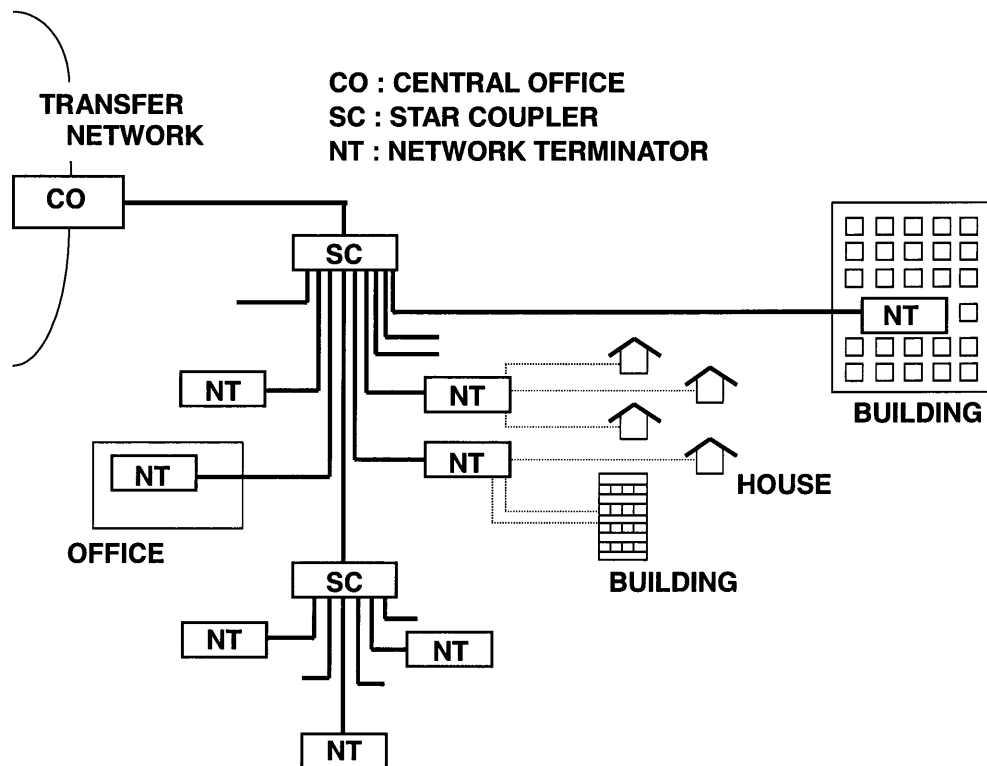 CO : CENTRAL OFFICE
SC : STAR COUPLER
NT : NETWORK TERMINATOR
TRANSFER
NETWORK
CO
SC
NT
BUILDING
NT
NT
NT
NT
HOUSE
OFFICE
BUILDING
SC
NT
NT
NT